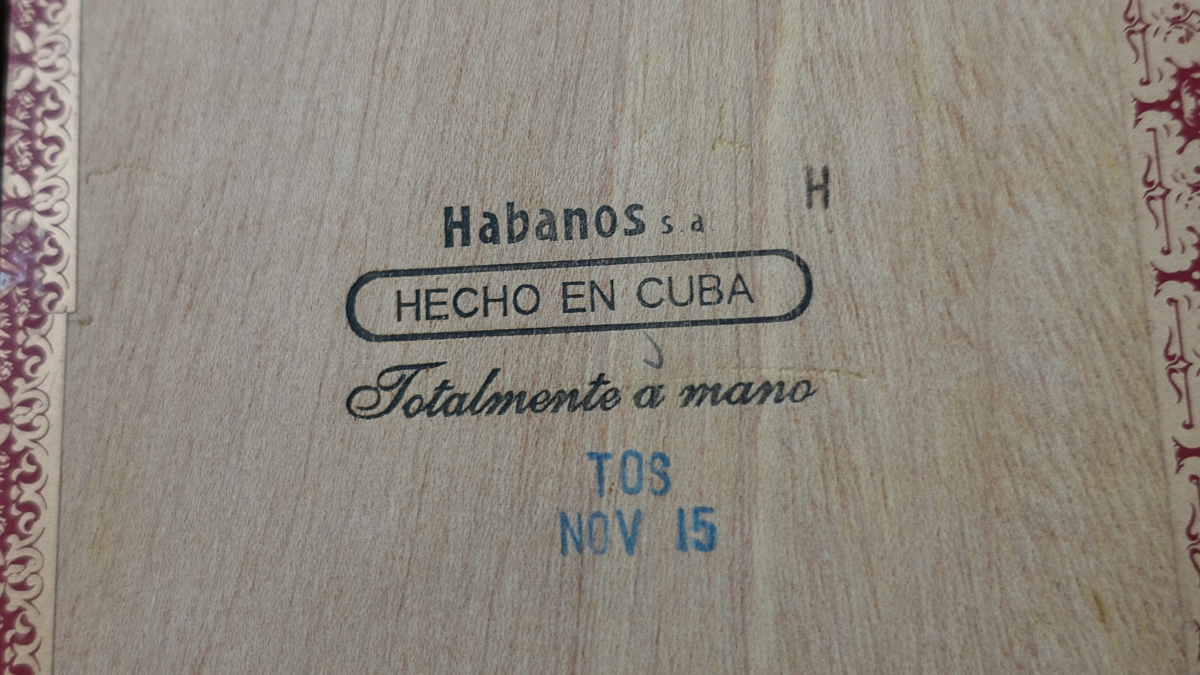 H
Habanos s.a
HECHO EN CUBA
Totalmente a mano
TOS
NOV 15